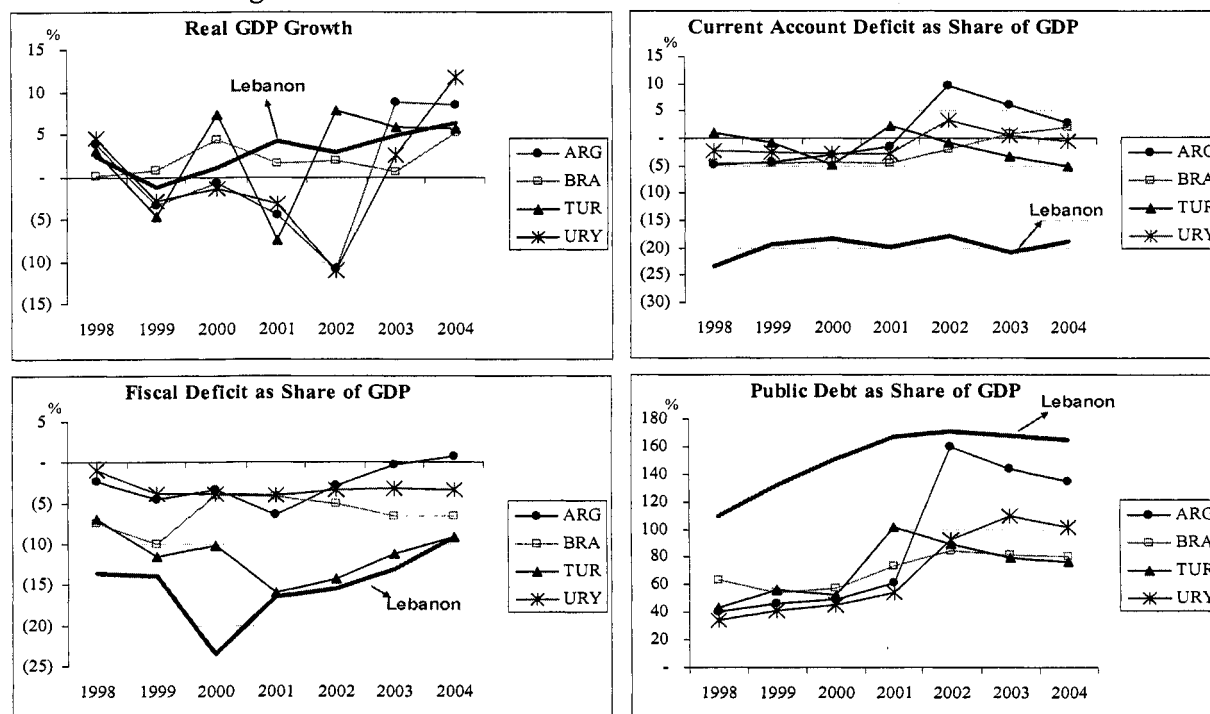 Real GDP Growth
%
15
10
5
-
(5)
(10)
(15)
Lebanon
1998 1999 2000 2001 2002 2003 2004
ARG
BRA
TUR
URY
Current Account Deficit as Share of GDP
%
15
10
5
-
(5)
(10)
(15)
(20)
(25)
(30)
Lebanon
1998 1999 2000 2001 2002 2003 2004
ARG
BRA
TUR
URY
Fiscal Deficit as Share of GDP
%
5
-
(5)
(10)
(15)
(20)
(25)
Lebanon
1998 1999 2000 2001 2002 2003 2004
ARG
BRA
TUR
URY
Public Debt as Share of GDP
%
180
160
140
120
100
80
60
40
20
-
Lebanon
1998 1999 2000 2001 2002 2003 2004
ARG
BRA
TUR
URY